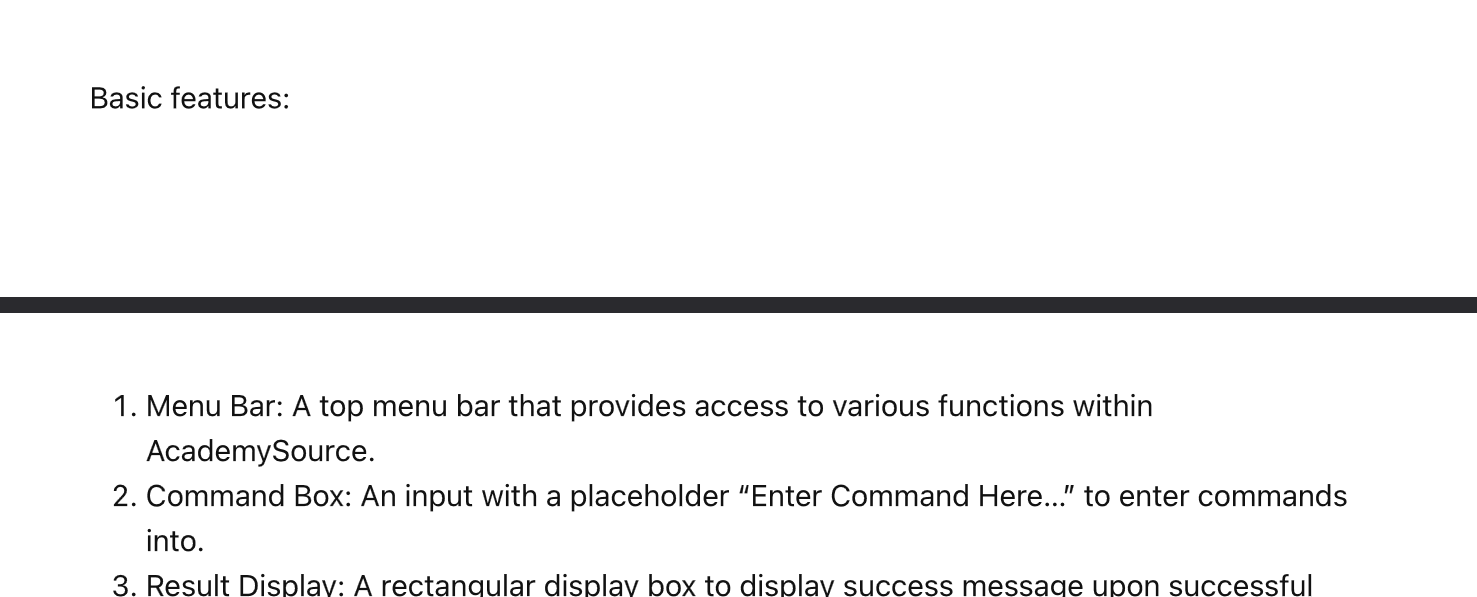 Basic features:
1. Menu Bar: A top menu bar that provides access to various functions within
AcademySource.
2. Command Box: An input with a placeholder “Enter Command Here...” to enter commands
into.
3. Result Display: A rectangular display box to display success message upon successful